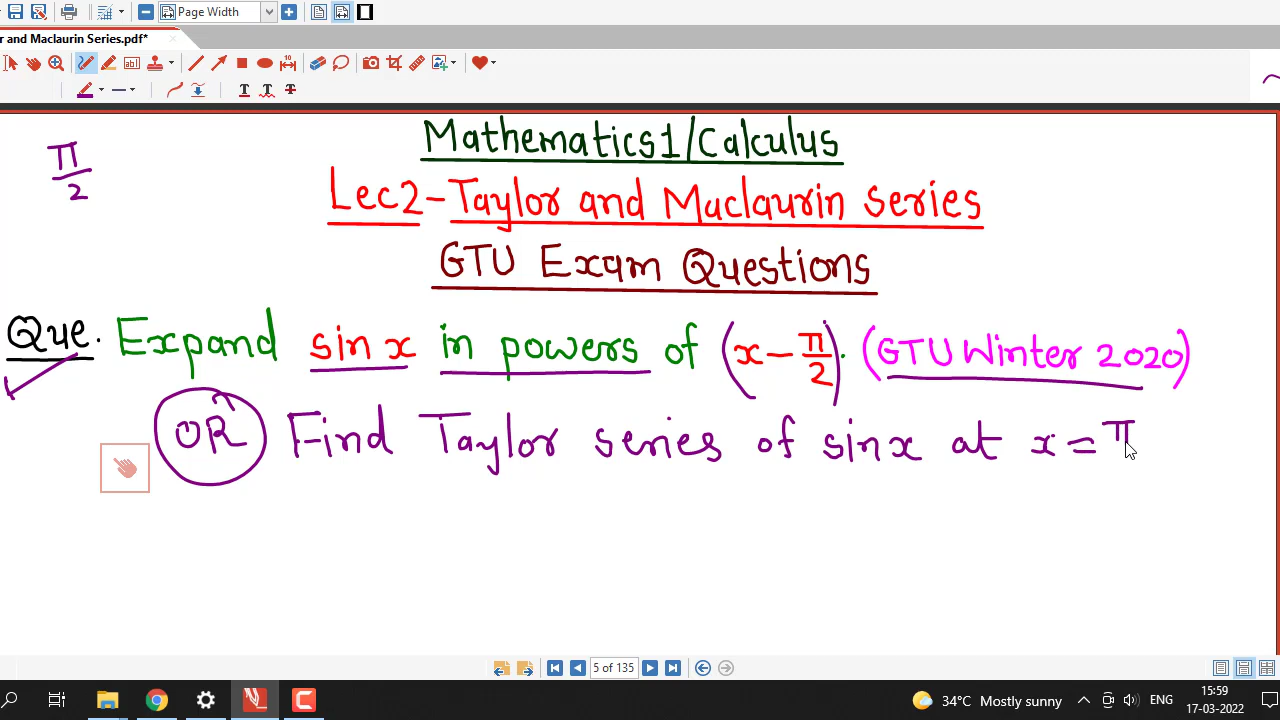 Page Width
r and Maclaurin Series.pdf*
ab|
10
T T T
π/2
Mathematics1/Calculus
Lec2-Taylor and Maclaurin series
GTU Exam Questions
Que. Expand sin x in powers of (x - π/2). (GTU Winter 2020)
OR Find Taylor series of sin x at x = π
5 of 135
34°C Mostly sunny
ENG
15:59
17-03-2022